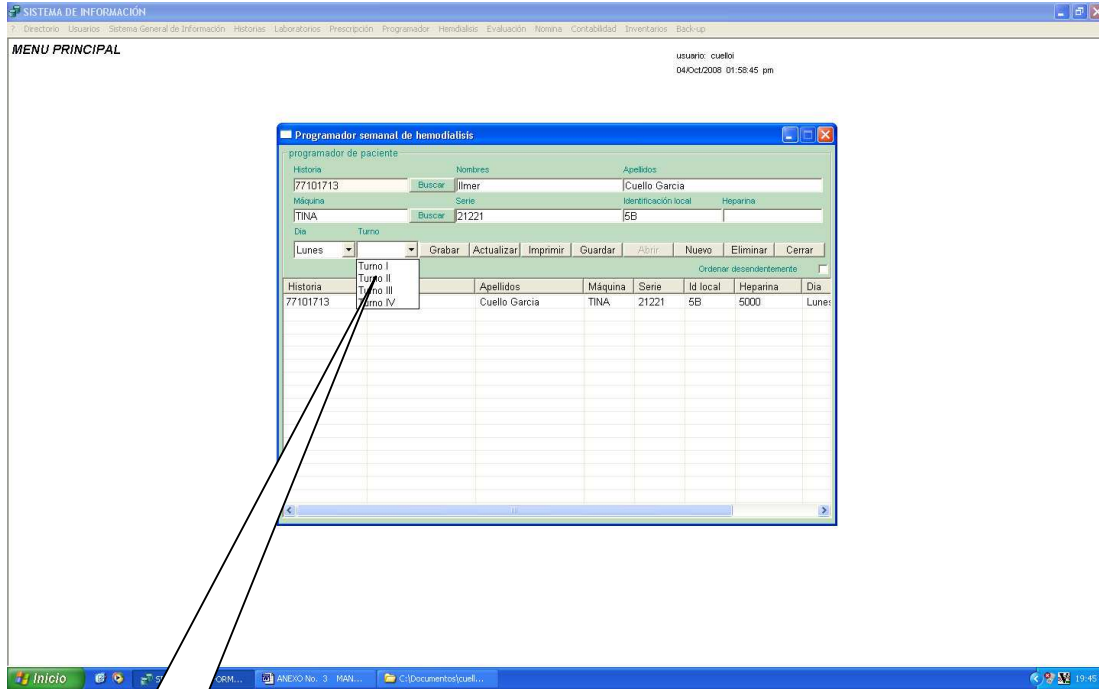 SISTEMA DE INFORMACIÓN
? Directorio Usuarios Sistema General de Información Historias Laboratorios Prescripción Programador Hemdialsis Evaluación Nomina Contabilidad Inventarios Back-up
MENU PRINCIPAL
usuario: cuelloi
04/Oct/2008 01:58:45 pm
Programador semanal de hemodialisis
programador de paciente
Historia Nombres Apellidos
77101713 Buscar Ilmer Cuello Garcia
Máquina Serie Identificación local Heparina
TINA Buscar 21221 5B
Dia Turno
Lunes Grabar Actualizar Imprimir Guardar Abrir Nuevo Eliminar Cerrar
Turno I
Turno II
Turno III
Turno IV
Ordenar desendentemente
Historia Apellidos Máquina Serie Id local Heparina Dia
77101713 Cuello Garcia TINA 21221 5B 5000 Lunes
Inicio ORM... ANEXO No. 3 MAN... C:\Documentos\cuell... 19:45